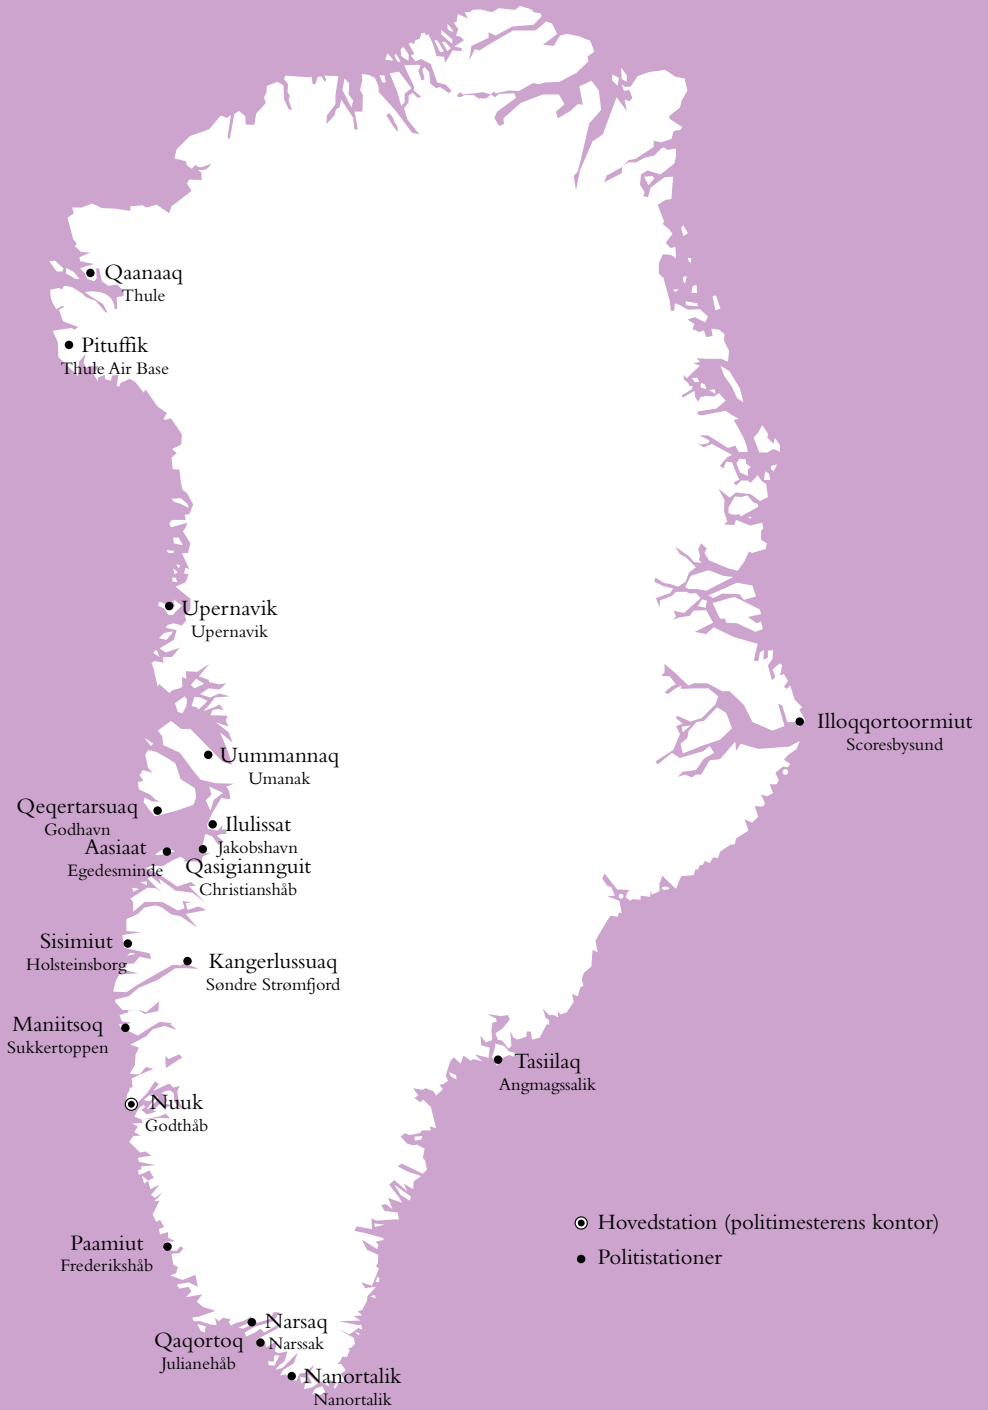 Qaanaaq
Thule
Pituffik
Thule Air Base
Upernavik
Upernavik
Illoqqortoormiut
Scoresbysund
Uummannaq
Umanak
Qeqertarsuaq
Godhavn
Ilulissat
Jakobshavn
Aasiaat
Egedesminde
Qasigiannguit
Christianshåb
Sisimiut
Holsteinsborg
Kangerlussuaq
Søndre Strømfjord
Maniitsoq
Sukkertoppen
Tasiilaq
Angmagssalik
Nuuk
Godthåb
Hovedstation (politimesterens kontor)
Politistationer
Paamiut
Frederikshåb
Narsaq
Narssak
Qaqortoq
Julianehåb
Nanortalik
Nanortalik